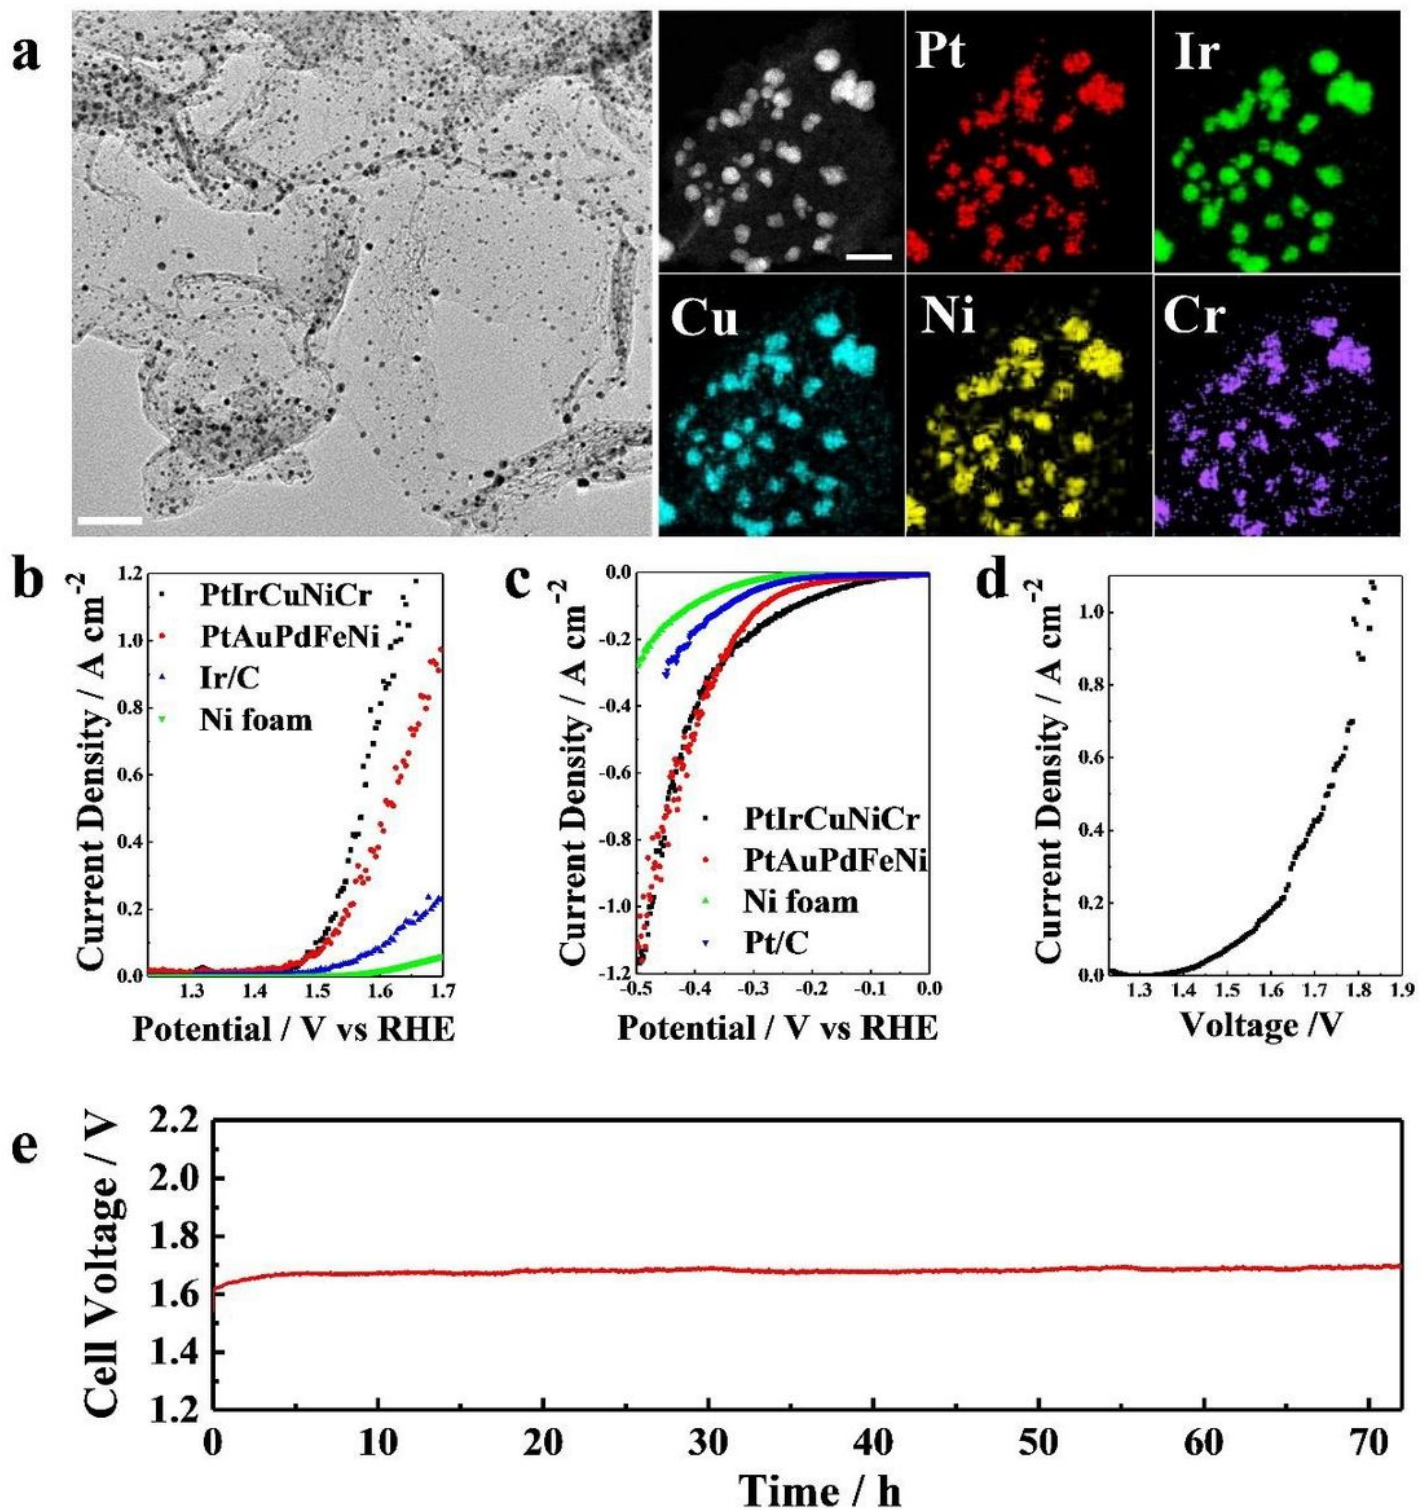 a
Pt
Ir
Cu
Ni
Cr
b
Current Density / A cm-2
1.2
1.0
0.8
0.6
0.4
0.2
0.0
PtIrCuNiCr
PtAuPdFeNi
Ir/C
Ni foam
1.3 1.4 1.5 1.6 1.7
Potential / V vs RHE
c
Current Density / A cm-2
0.0
-0.2
-0.4
-0.6
-0.8
-1.0
-1.2
PtIrCuNiCr
PtAuPdFeNi
Ni foam
Pt/C
-0.5 -0.4 -0.3 -0.2 -0.1 0.0
Potential / V vs RHE
d
Current Density / A cm-2
1.0
0.8
0.6
0.4
0.2
0.0
1.3 1.4 1.5 1.6 1.7 1.8 1.9
Voltage /V
e
Cell Voltage / V
2.2
2.0
1.8
1.6
1.4
1.2
0 10 20 30 40 50 60 70
Time / h